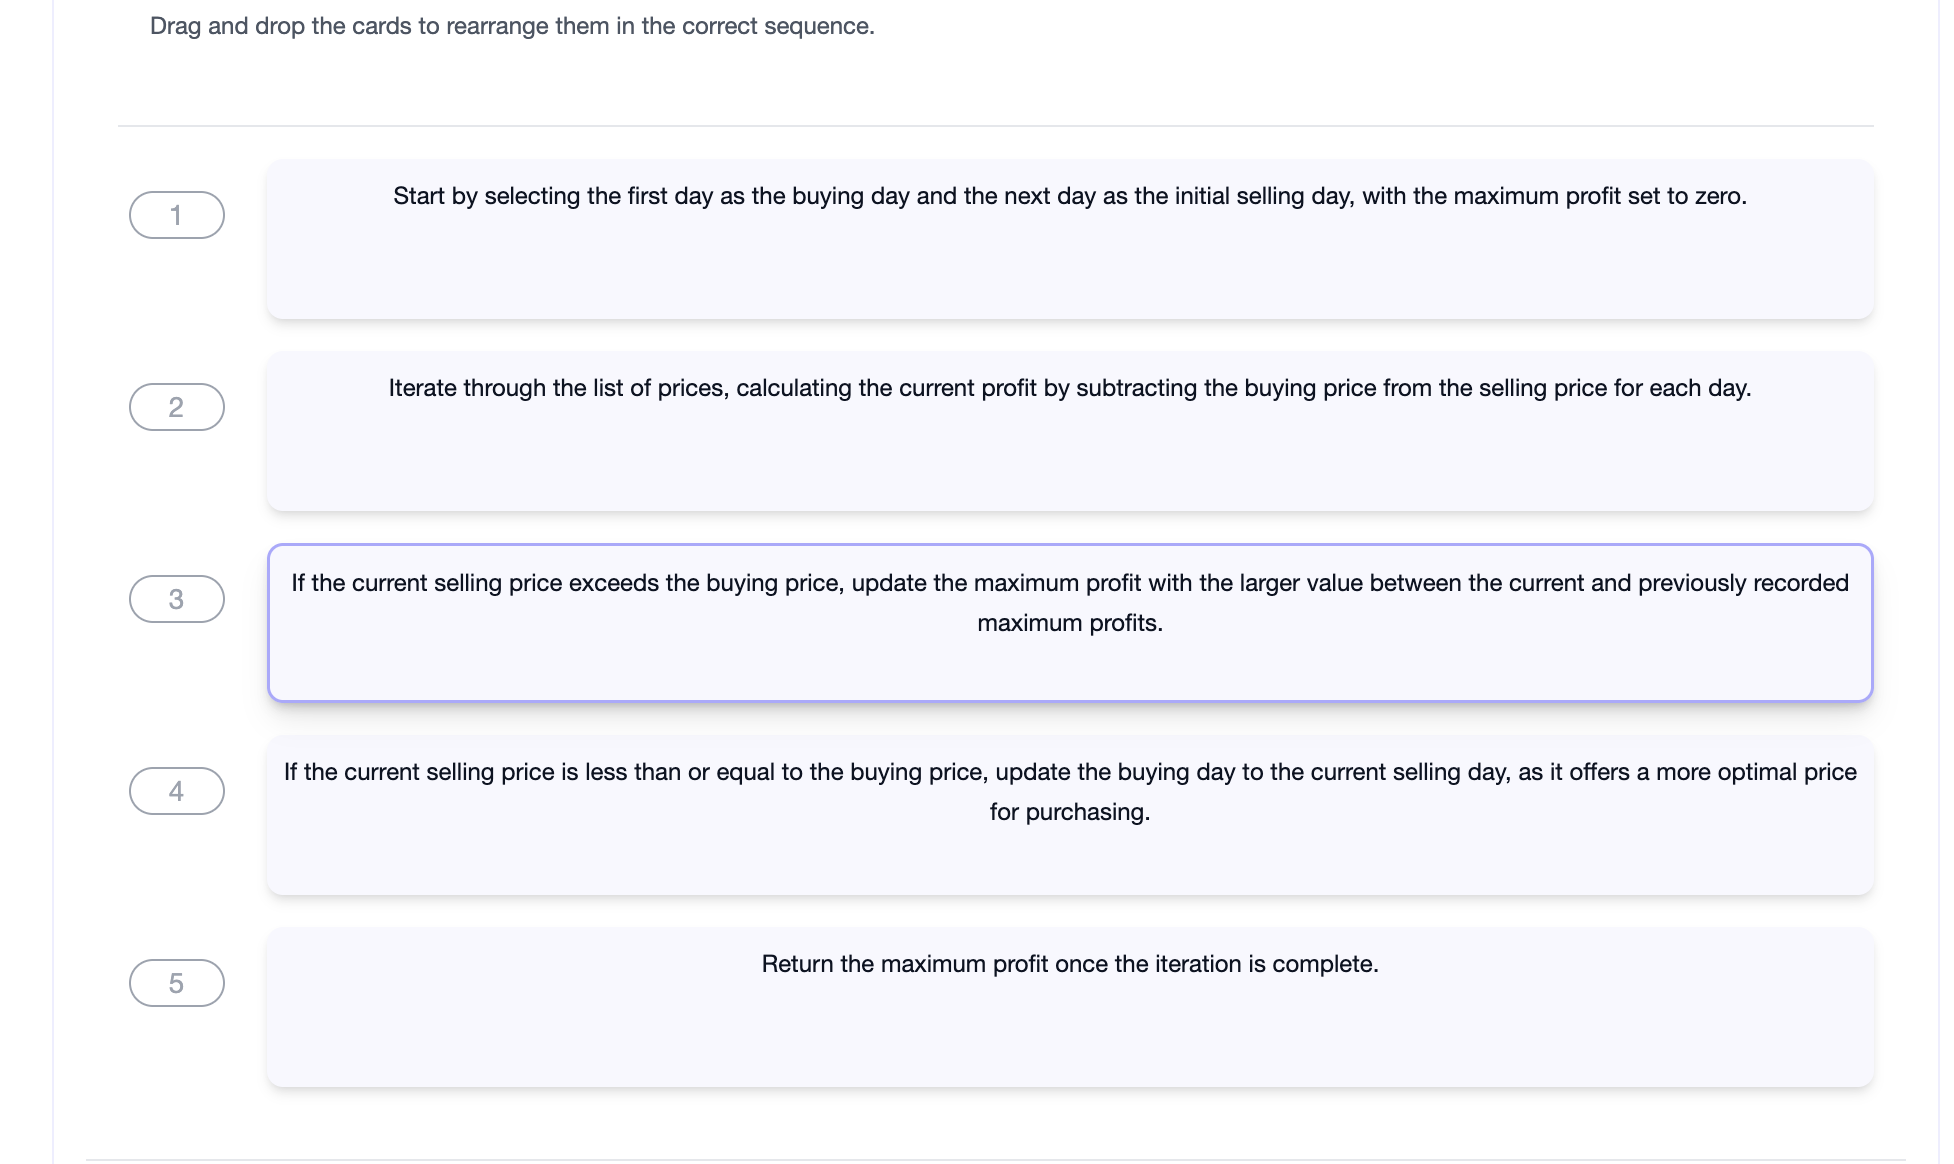 Drag and drop the cards to rearrange them in the correct sequence.
1
Start by selecting the first day as the buying day and the next day as the initial selling day, with the maximum profit set to zero.
2
Iterate through the list of prices, calculating the current profit by subtracting the buying price from the selling price for each day.
3
If the current selling price exceeds the buying price, update the maximum profit with the larger value between the current and previously recorded
maximum profits.
4
If the current selling price is less than or equal to the buying price, update the buying day to the current selling day, as it offers a more optimal price
for purchasing.
5
Return the maximum profit once the iteration is complete.